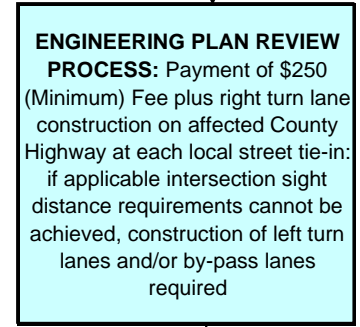 ENGINEERING PLAN REVIEW
PROCESS: Payment of $250
(Minimum) Fee plus right turn lane
construction on affected County
Highway at each local street tie-in:
if applicable intersection sight
distance requirements cannot be
achieved, construction of left turn
lanes and/or by-pass lanes
required